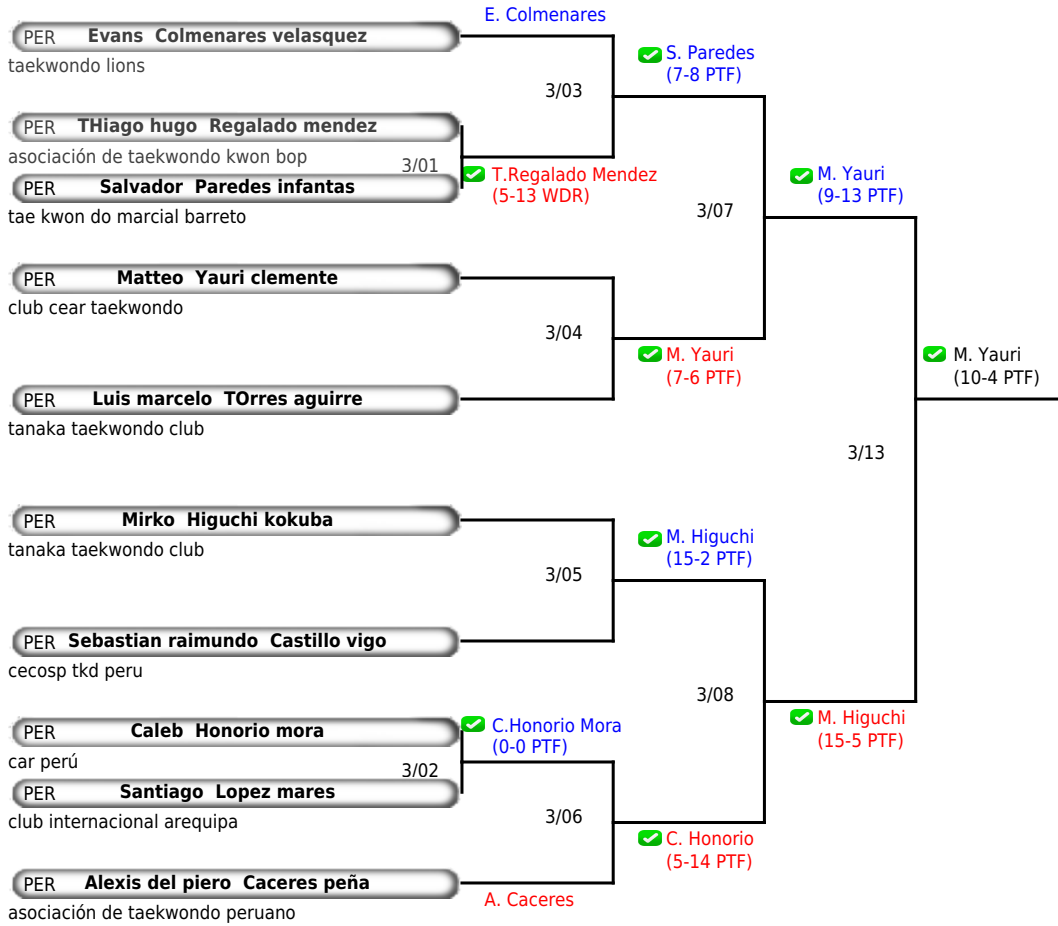 E. Colmenares
PER Evans Colmenares velasquez
taekwondo lions
S. Paredes
(7-8 PTF)
3/03
PER THiago hugo Regalado mendez
asociación de taekwondo kwon bop
3/01
T.Regalado Mendez
(5-13 WDR)
PER Salvador Paredes infantas
tae kwon do marcial barreto
M. Yauri
(9-13 PTF)
3/07
PER Matteo Yauri clemente
club cear taekwondo
3/04
M. Yauri
(7-6 PTF)
M. Yauri
(10-4 PTF)
PER Luis marcelo TOrres aguirre
tanaka taekwondo club
3/13
PER Mirko Higuchi kokuba
tanaka taekwondo club
M. Higuchi
(15-2 PTF)
3/05
PER Sebastian raimundo Castillo vigo
cecosp tkd peru
3/08
M. Higuchi
(15-5 PTF)
PER Caleb Honorio mora
car perú
C.Honorio Mora
(0-0 PTF)
3/02
PER Santiago Lopez mares
club internacional arequipa
3/06
C. Honorio
(5-14 PTF)
PER Alexis del piero Caceres peña
asociación de taekwondo peruano
A. Caceres